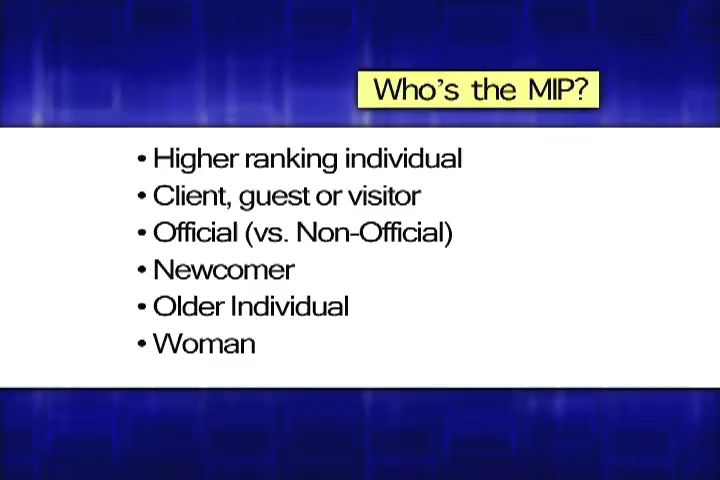 Who's the MIP?
• Higher ranking individual
• Client, guest or visitor
• Official (vs. Non-Official)
• Newcomer
• Older Individual
• Woman